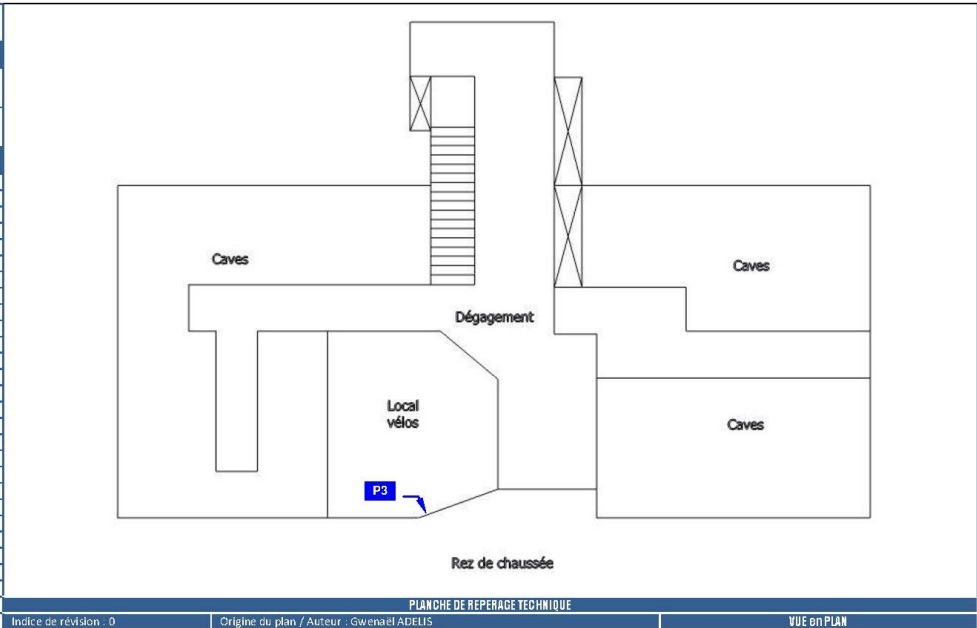 Caves
Caves
Dégagement
Local
vélos
Caves
P3
Rez de chaussée
PLANCHE DE REPERAGE TECHNIQUE
Indice de révision : 0
Origine du plan / Auteur : Gwenaël ADELIS
VUE en PLAN